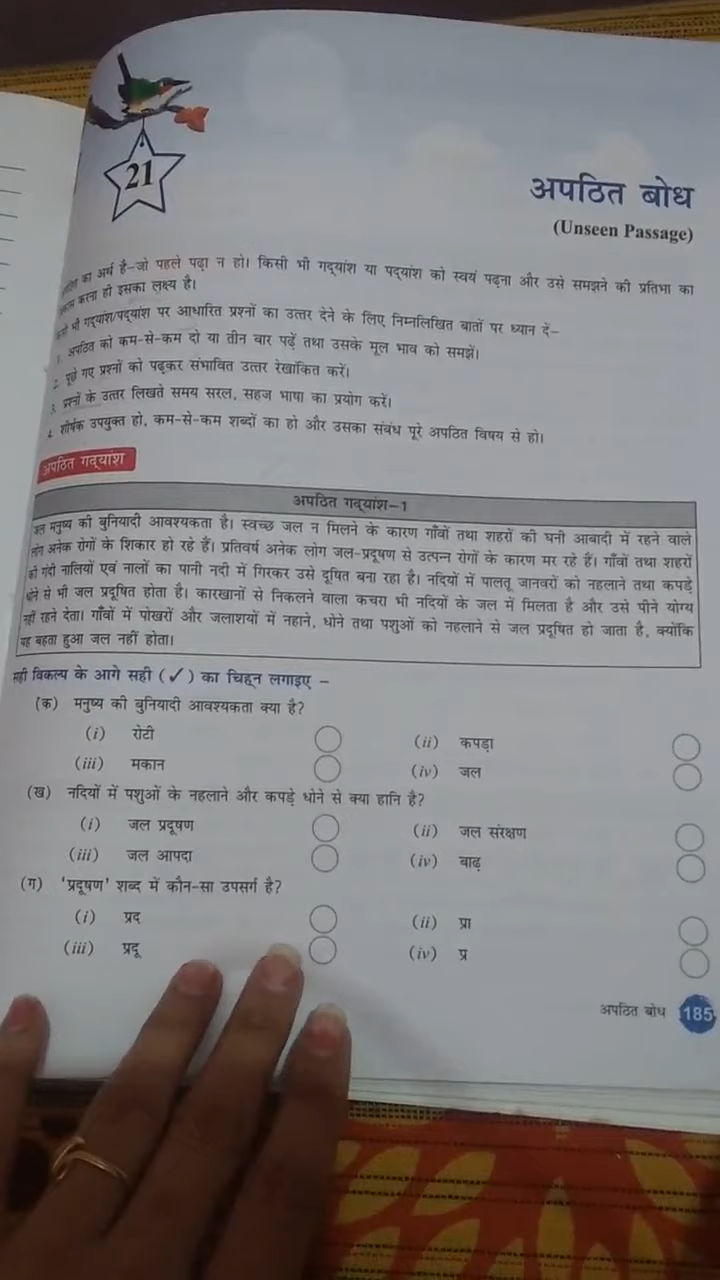 21
अपठित बोध
(Unseen Passage)
का अर्थ है–जो पहले पढ़ा न हो। किसी भी गद्यांश या पद्यांश को स्वयं पढ़ना और उसे समझने की प्रतिभा का
करना ही इसका लक्ष्य है।
भी गद्यांश/पद्यांश पर आधारित प्रश्नों का उत्तर देने के लिए निम्नलिखित बातों पर ध्यान दें–
1. अपठित को कम-से-कम दो या तीन बार पढ़ें तथा उसके मूल भाव को समझें।
2. पूछे गए प्रश्नों को पढ़कर संभावित उत्तर रेखांकित करें।
3. प्रश्नों के उत्तर लिखते समय सरल, सहज भाषा का प्रयोग करें।
4. शीर्षक उपयुक्त हो, कम-से-कम शब्दों का हो और उसका संबंध पूरे अपठित विषय से हो।
अपठित गद्यांश
अपठित गद्यांश–1
जल मनुष्य की बुनियादी आवश्यकता है। स्वच्छ जल न मिलने के कारण गाँवों तथा शहरों की घनी आबादी में रहने वाले
लोग अनेक रोगों के शिकार हो रहे हैं। प्रतिवर्ष अनेक लोग जल-प्रदूषण से उत्पन्न रोगों के कारण मर रहे हैं। गाँवों तथा शहरों
की गंदी नालियों एवं नालों का पानी नदी में गिरकर उसे दूषित बना रहा है। नदियों में पालतू जानवरों को नहलाने तथा कपड़े
धोने से भी जल प्रदूषित होता है। कारखानों से निकलने वाला कचरा भी नदियों के जल में मिलता है और उसे पीने योग्य
नहीं रहने देता। गाँवों में पोखरों और जलाशयों में नहाने, धोने तथा पशुओं को नहलाने से जल प्रदूषित हो जाता है, क्योंकि
यह बहता हुआ जल नहीं होता।
सही विकल्प के आगे सही (✓) का चिह्न लगाइए –
(क) मनुष्य की बुनियादी आवश्यकता क्या है?
(i) रोटी (ii) कपड़ा
(iii) मकान (iv) जल
(ख) नदियों में पशुओं के नहलाने और कपड़े धोने से क्या हानि है?
(i) जल प्रदूषण (ii) जल संरक्षण
(iii) जल आपदा (iv) बाढ़
(ग) 'प्रदूषण' शब्द में कौन-सा उपसर्ग है?
(i) प्रद (ii) प्रा
(iii) प्रदू (iv) प्र
अपठित बोध 185